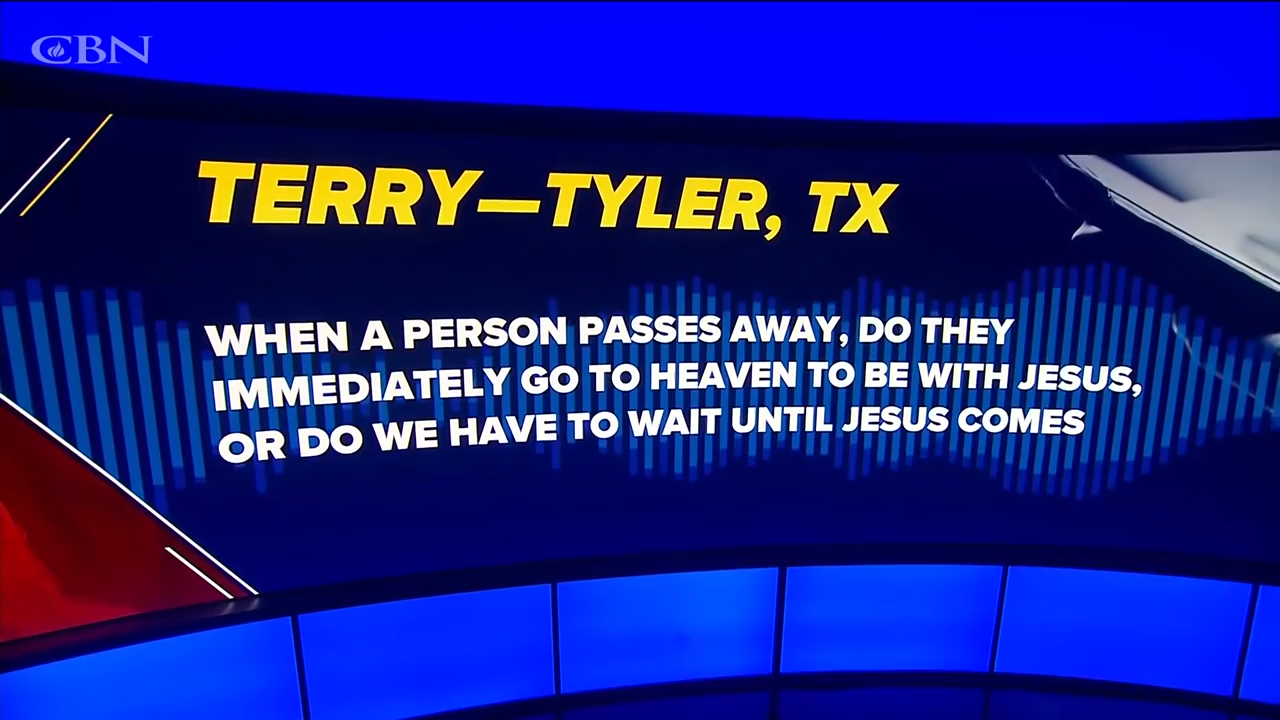 CBN
TERRY—TYLER, TX
WHEN A PERSON PASSES AWAY, DO THEY
IMMEDIATELY GO TO HEAVEN TO BE WITH JESUS,
OR DO WE HAVE TO WAIT UNTIL JESUS COMES